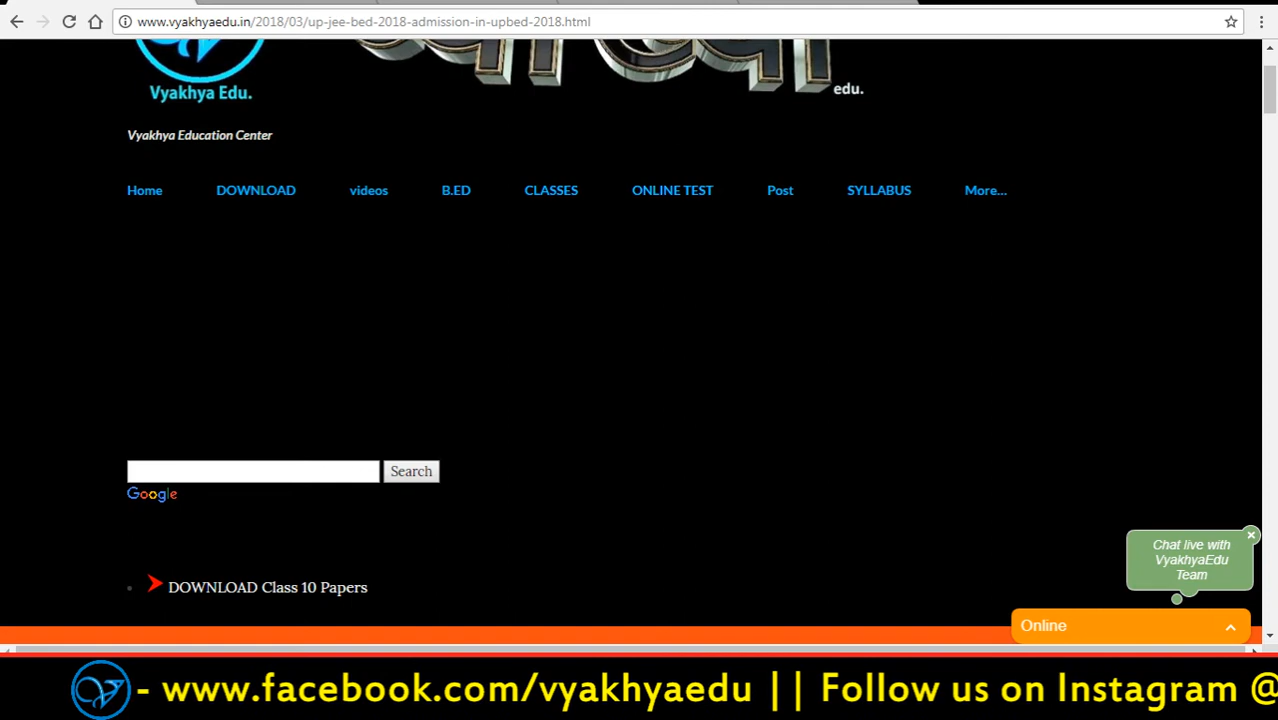 www.vyakhyaedu.in/2018/03/up-jee-bed-2018-admission-in-upbed-2018.html
edu.
Vyakhya Edu.
Vyakhya Education Center
Home DOWNLOAD videos B.ED CLASSES ONLINE TEST Post SYLLABUS More...
Search
Google
DOWNLOAD Class 10 Papers
Chat live with
VyakhyaEdu
Team
Online
- www.facebook.com/vyakhyaedu || Follow us on Instagram @